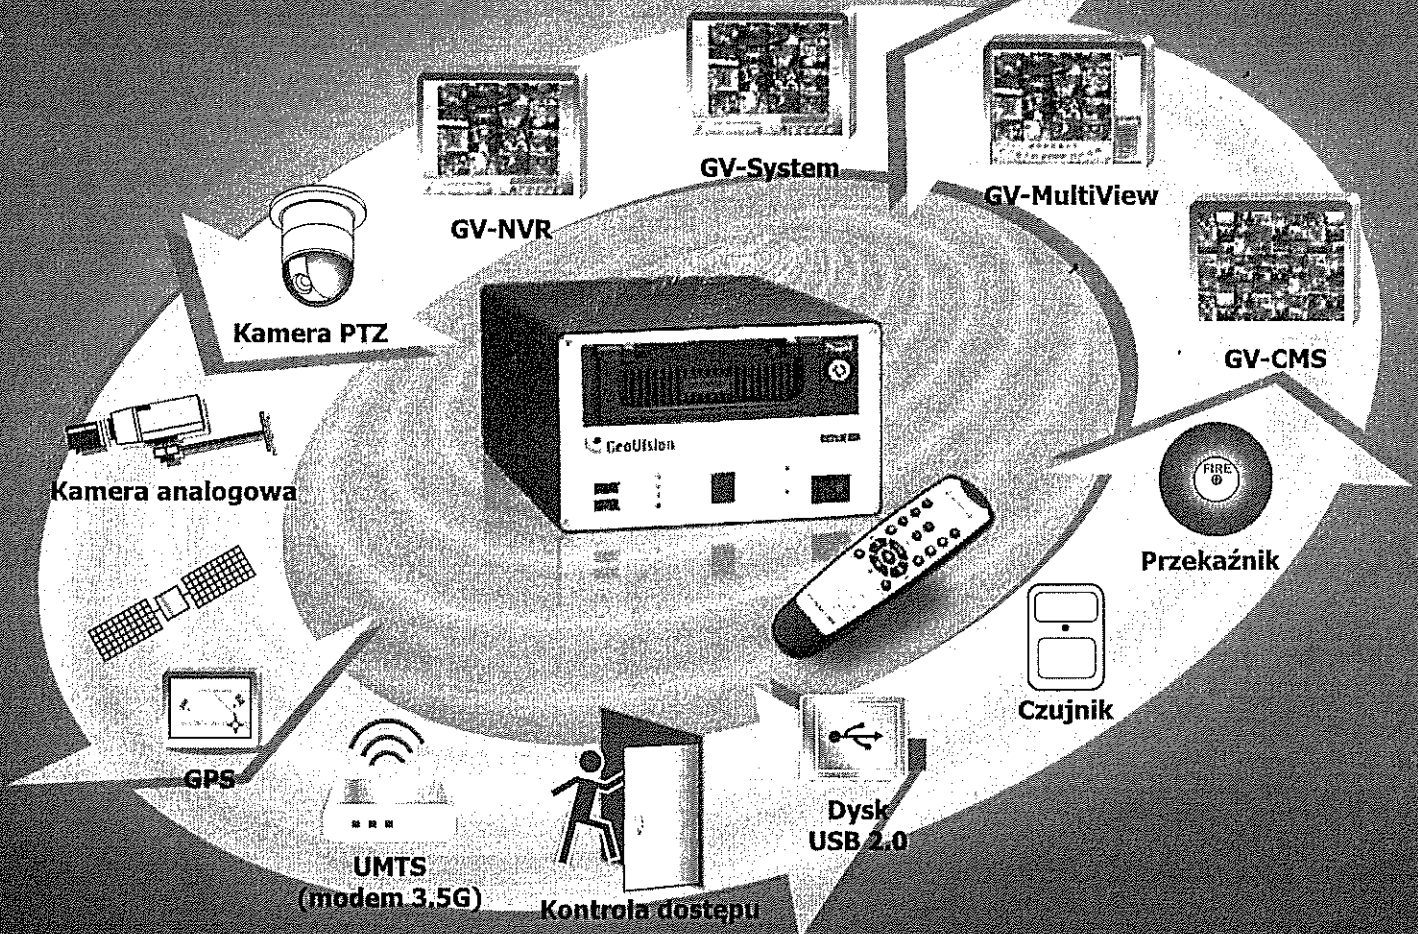 GV-System
GV-MultiView
GV-NVR
GV-CMS
Kamera PTZ
GeoVision
Kamera analogowa
FIRE
Przekaźnik
Czujnik
GPS
Dysk
USB 2.0
UMTS
(modem 3.5G)
Kontrola dostępu